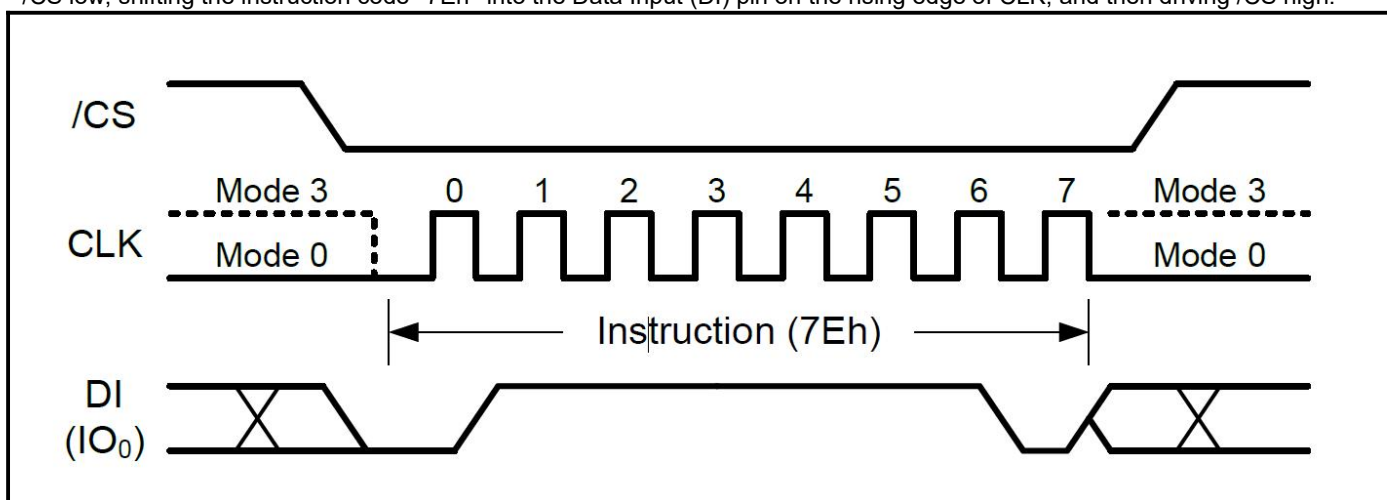 /CS low, shifting the instruction code "7Eh" into the Data Input (DI) pin on the rising edge of CLK, and then driving /CS high.
/CS
Mode 3 0 1 2 3 4 5 6 7 Mode 3
CLK
Mode 0 Mode 0
Instruction (7Eh)
DI
(IO₀)